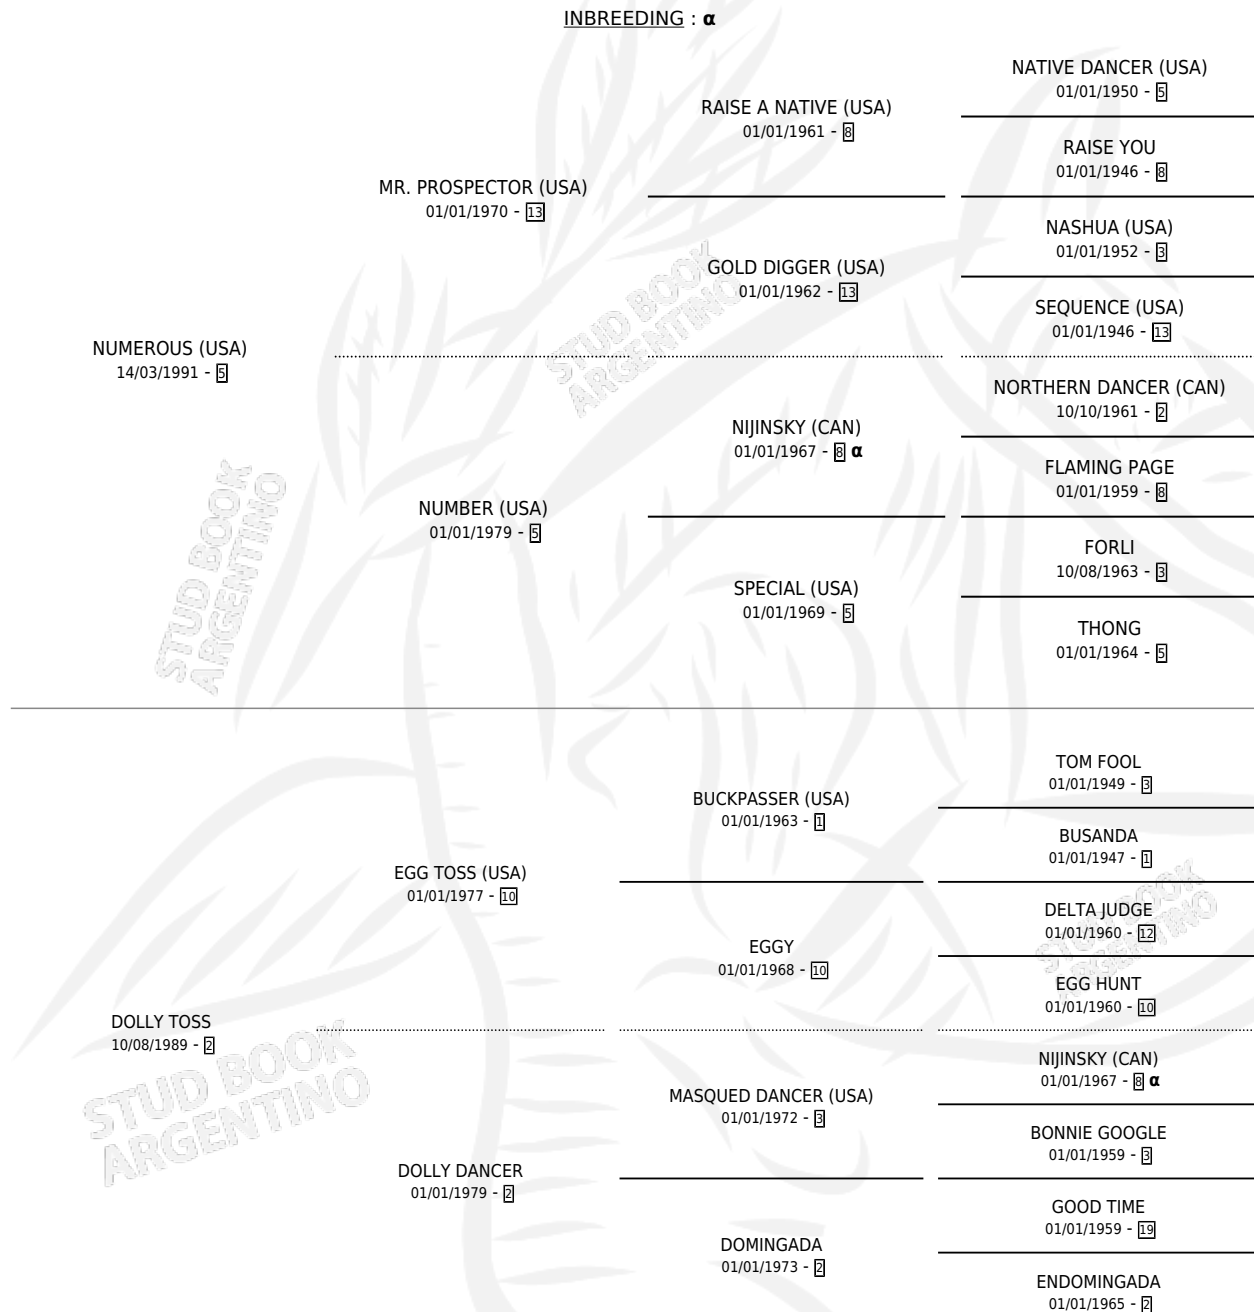 INBREEDING : α
NATIVE DANCER (USA)
01/01/1950 - 5
RAISE A NATIVE (USA)
01/01/1961 - 8
RAISE YOU
01/01/1946 - 8
MR. PROSPECTOR (USA)
01/01/1970 - 13
NASHUA (USA)
01/01/1952 - 3
GOLD DIGGER (USA)
01/01/1962 - 13
SEQUENCE (USA)
01/01/1946 - 13
NUMEROUS (USA)
14/03/1991 - 5
NORTHERN DANCER (CAN)
10/10/1961 - 2
NIJINSKY (CAN)
01/01/1967 - 8 α
FLAMING PAGE
01/01/1959 - 8
NUMBER (USA)
01/01/1979 - 5
FORLI
10/08/1963 - 3
SPECIAL (USA)
01/01/1969 - 5
THONG
01/01/1964 - 5
TOM FOOL
01/01/1949 - 3
BUCKPASSER (USA)
01/01/1963 - 1
BUSANDA
01/01/1947 - 1
EGG TOSS (USA)
01/01/1977 - 10
DELTA JUDGE
01/01/1960 - 12
EGGY
01/01/1968 - 10
EGG HUNT
01/01/1960 - 10
DOLLY TOSS
10/08/1989 - 2
NIJINSKY (CAN)
01/01/1967 - 8 α
MASQUED DANCER (USA)
01/01/1972 - 3
BONNIE GOOGLE
01/01/1959 - 3
DOLLY DANCER
01/01/1979 - 2
GOOD TIME
01/01/1959 - 19
DOMINGADA
01/01/1973 - 2
ENDOMINGADA
01/01/1965 - 2
STUD BOOK
ARGENTINO
STUD BOOK
ARGENTINO
STUD BOOK
ARGENTINO
STUD BOOK
ARGENTINO